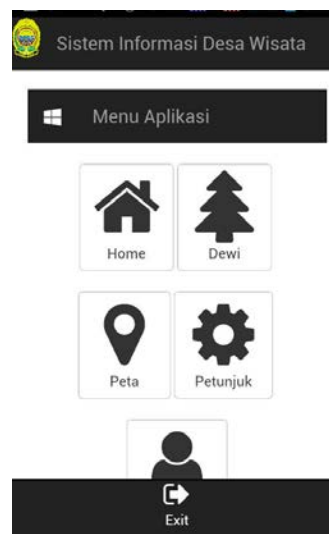 Sistem Informasi Desa Wisata
Menu Aplikasi
Home Dewi
Peta Petunjuk
Exit